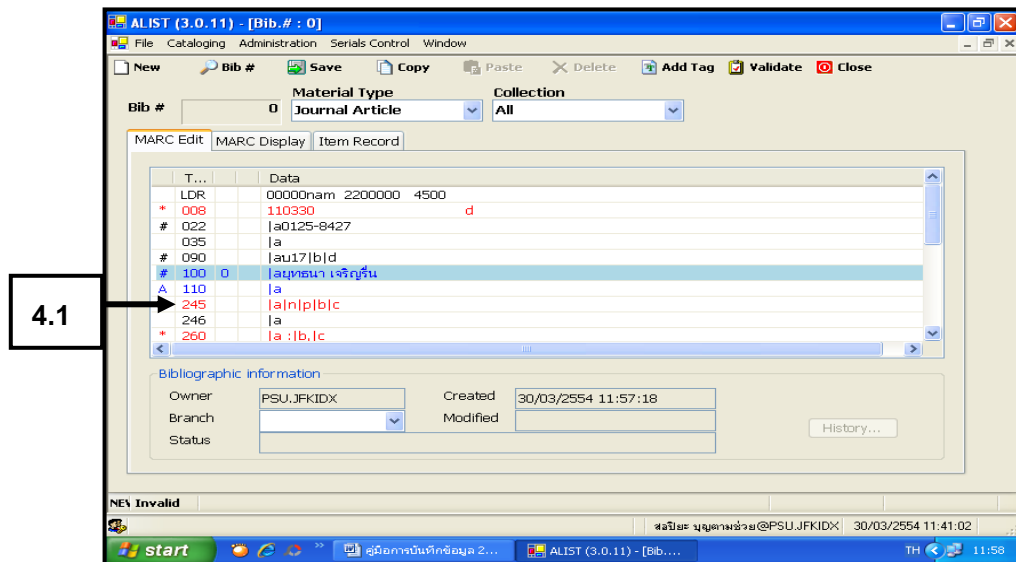 ALIST (3.0.11) - [Bib.# : 0]
File Cataloging Administration Serials Control Window
New Bib # Save Copy Paste Delete Add Tag Validate Close
Material Type Collection
Bib # 0 Journal Article All
MARC Edit MARC Display Item Record
T... Data
LDR 00000nam 2200000 4500
* 008 110330 d
# 022 |a0125-8427
035 |a
# 090 |aน17|b|d
# 100 0 |aยุทธนา เจริญรื่น
A 110 |a
4.1
245 |a|n|p|b|c
246 |a
* 260 |a :|b,|c
Bibliographic information
Owner PSU.JFKIDX Created 30/03/2554 11:57:18
Branch Modified
Status
History...
NEW Invalid
สอปิยะ บุญตามช่วย@PSU.JFKIDX 30/03/2554 11:41:02
start คู่มือการบันทึกข้อมูล 2... ALIST (3.0.11) - [Bib.... TH 11:58